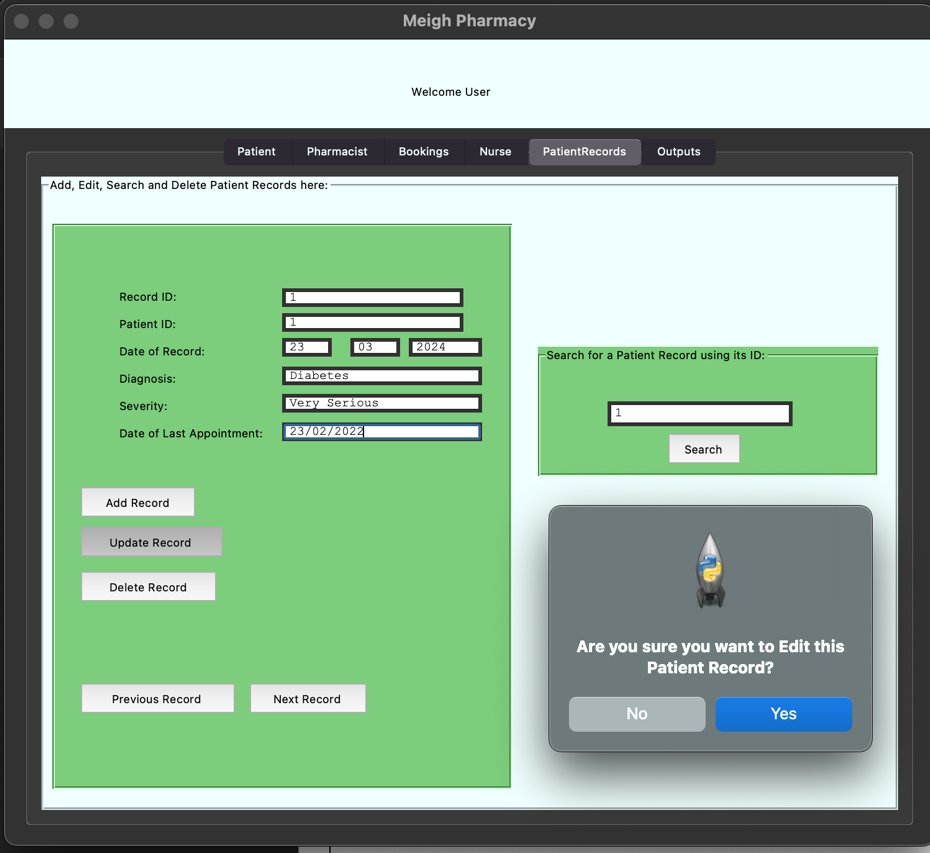 Meigh Pharmacy
Welcome User
Patient
Pharmacist
Bookings
Nurse
PatientRecords
Outputs
Add, Edit, Search and Delete Patient Records here:
Record ID:
1
Patient ID:
1
Date of Record:
23
03
2024
Diagnosis:
Diabetes
Severity:
Very Serious
Date of Last Appointment:
23/02/2022
Add Record
Update Record
Delete Record
Previous Record
Next Record
Search for a Patient Record using its ID:
1
Search
Are you sure you want to Edit this
Patient Record?
No
Yes